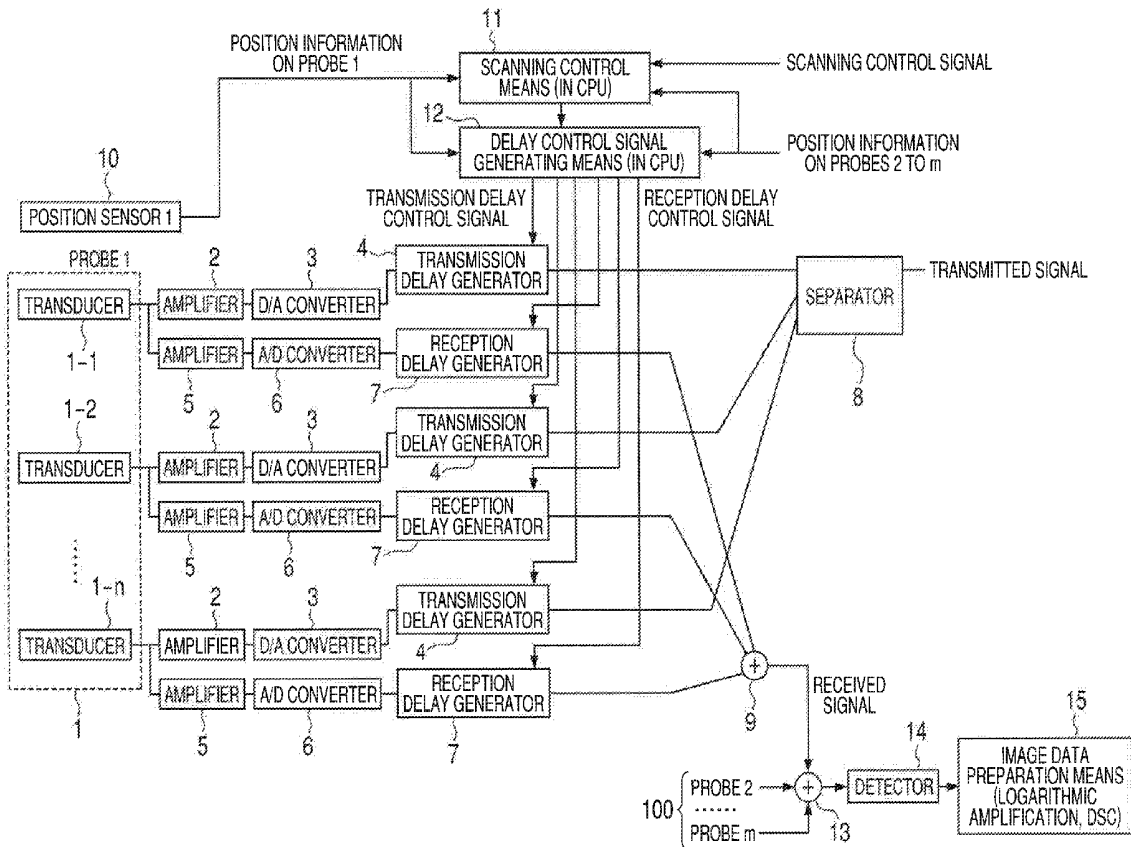 11
POSITION INFORMATION
ON PROBE 1
SCANNING CONTROL
MEANS (IN CPU)
SCANNING CONTROL SIGNAL
12
DELAY CONTROL SIGNAL
GENERATING MEANS (IN CPU)
POSITION INFORMATION
ON PROBES 2 TO m
10
POSITION SENSOR 1
TRANSMISSION DELAY
CONTROL SIGNAL
RECEPTION DELAY
CONTROL SIGNAL
PROBE 1
2
3
4
TRANSDUCER
AMPLIFIER
D/A CONVERTER
TRANSMISSION
DELAY GENERATOR
SEPARATOR
TRANSMITTED SIGNAL
1-1
AMPLIFIER
A/D CONVERTER
RECEPTION
DELAY GENERATOR
5
6
7
8
1-2
2
3
TRANSDUCER
AMPLIFIER
D/A CONVERTER
TRANSMISSION
DELAY GENERATOR
4
AMPLIFIER
A/D CONVERTER
RECEPTION
DELAY GENERATOR
5
6
7
......
1-n
2
3
TRANSDUCER
AMPLIFIER
D/A CONVERTER
TRANSMISSION
DELAY GENERATOR
4
AMPLIFIER
A/D CONVERTER
RECEPTION
DELAY GENERATOR
1
5
6
7
+
9
RECEIVED
SIGNAL
100
PROBE 2
......
PROBE m
+
13
14
DETECTOR
15
IMAGE DATA
PREPARATION MEANS
(LOGARITHMIC
AMPLIFICATION, DSC)